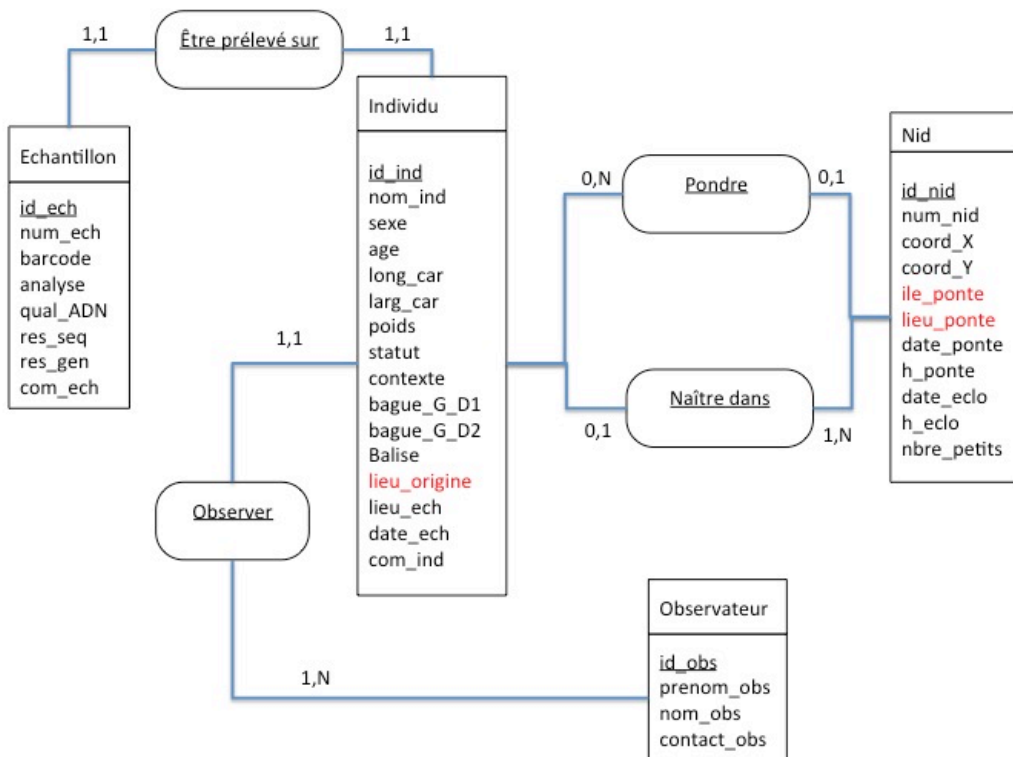 1,1
Être prélevé sur
1,1
Echantillon
id_ech
num_ech
barcode
analyse
qual_ADN
res_seq
res_gen
com_ech
Individu
id_ind
nom_ind
sexe
age
long_car
larg_car
poids
statut
contexte
bague_G_D1
bague_G_D2
Balise
lieu_origine
lieu_ech
date_ech
com_ind
0,N
Pondre
0,1
0,1
Naître dans
1,N
Nid
id_nid
num_nid
coord_X
coord_Y
ile_ponte
lieu_ponte
date_ponte
h_ponte
date_eclo
h_eclo
nbre_petits
1,1
Observer
1,N
Observateur
id_obs
prenom_obs
nom_obs
contact_obs